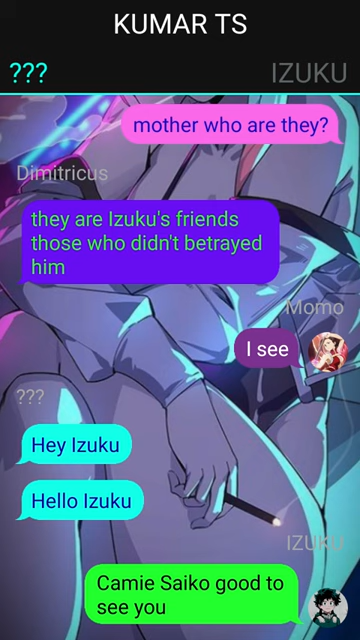 KUMAR TS
??? IZUKU
mother who are they?
Dimitricus
they are Izuku's friends
those who didn't betrayed
him
Momo
I see
???
Hey Izuku
Hello Izuku
IZUKU
Camie Saiko good to
see you